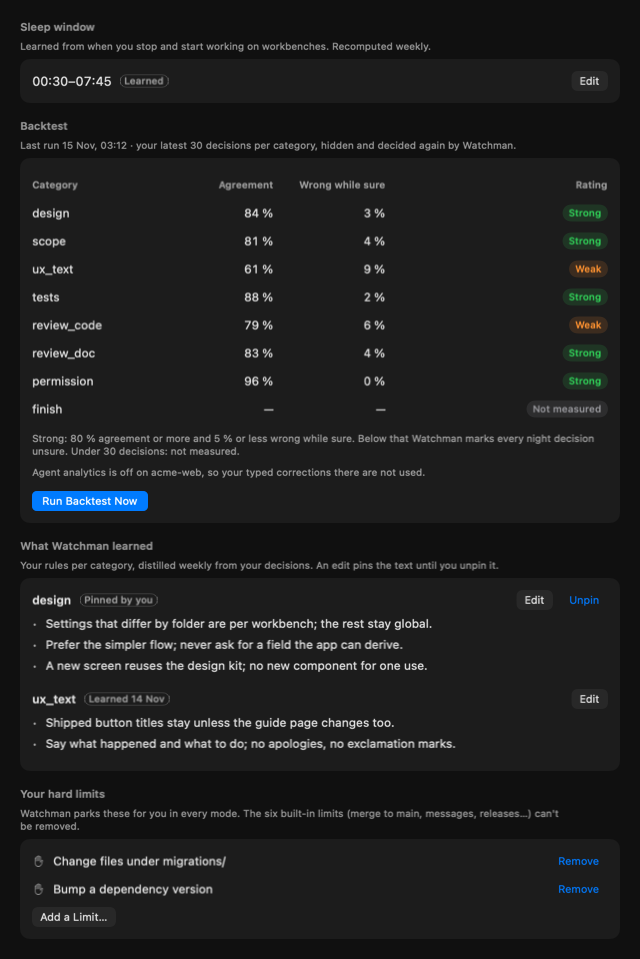 Sleep window
Learned from when you stop and start working on workbenches. Recomputed weekly.
00:30–07:45 Learned Edit
Backtest
Last run 15 Nov, 03:12 · your latest 30 decisions per category, hidden and decided again by Watchman.
Category Agreement Wrong while sure Rating
design 84 % 3 % Strong
scope 81 % 4 % Strong
ux_text 61 % 9 % Weak
tests 88 % 2 % Strong
review_code 79 % 6 % Weak
review_doc 83 % 4 % Strong
permission 96 % 0 % Strong
finish — — Not measured
Strong: 80 % agreement or more and 5 % or less wrong while sure. Below that Watchman marks every night decision
unsure. Under 30 decisions: not measured.
Agent analytics is off on acme-web, so your typed corrections there are not used.
Run Backtest Now
What Watchman learned
Your rules per category, distilled weekly from your decisions. An edit pins the text until you unpin it.
design Pinned by you Edit Unpin
· Settings that differ by folder are per workbench; the rest stay global.
· Prefer the simpler flow; never ask for a field the app can derive.
· A new screen reuses the design kit; no new component for one use.
ux_text Learned 14 Nov Edit
· Shipped button titles stay unless the guide page changes too.
· Say what happened and what to do; no apologies, no exclamation marks.
Your hard limits
Watchman parks these for you in every mode. The six built-in limits (merge to main, messages, releases…) can't
be removed.
Change files under migrations/ Remove
Bump a dependency version Remove
Add a Limit…